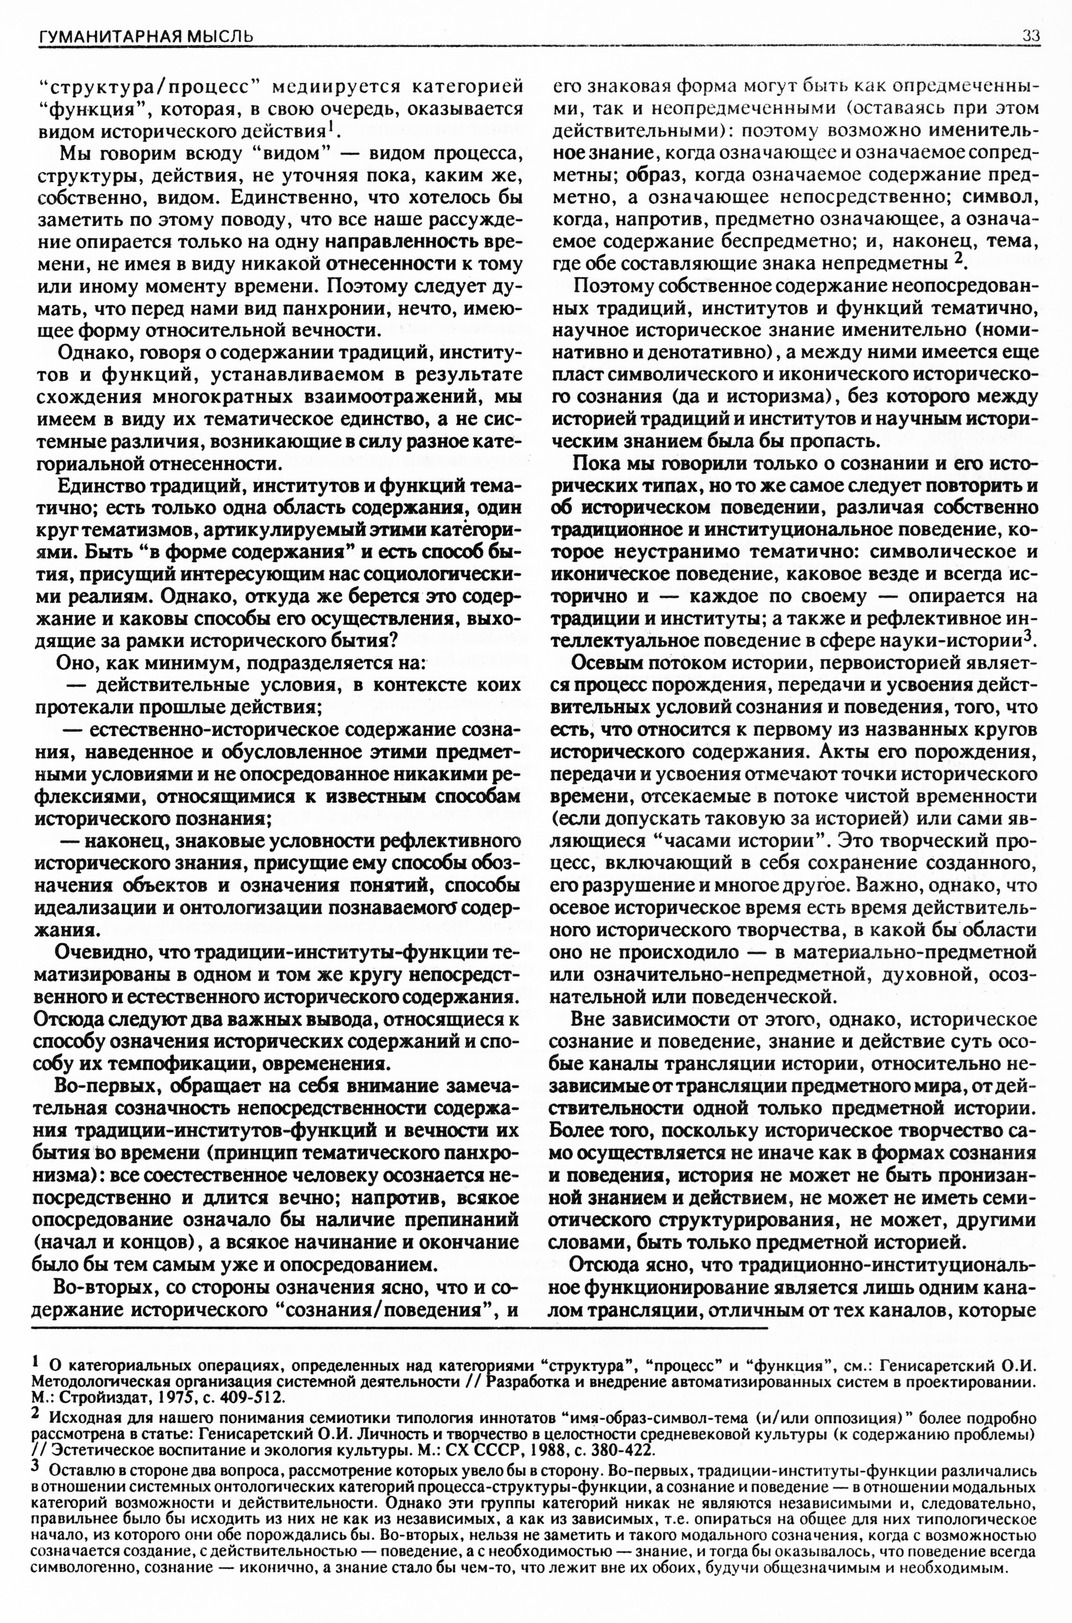 ГУМАНИТАРНАЯ МЫСЛЬ 33
“структура/процесс” медиируется категорией
“функция”, которая, в свою очередь, оказывается
видом исторического действия¹.
Мы говорим всюду “видом” — видом процесса,
структуры, действия, не уточняя пока, каким же,
собственно, видом. Единственно, что хотелось бы
заметить по этому поводу, что все наше рассужде-
ние опирается только на одну направленность вре-
мени, не имея в виду никакой отнесенности к тому
или иному моменту времени. Поэтому следует ду-
мать, что перед нами вид панхронии, нечто, имею-
щее форму относительной вечности.
Однако, говоря о содержании традиций, институ-
тов и функций, устанавливаемом в результате
схождения многократных взаимоотражений, мы
имеем в виду их тематическое единство, а не сис-
темные различия, возникающие в силу разное кате-
гориальной отнесенности.
Единство традиций, институтов и функций тема-
тично; есть только одна область содержания, один
круг тематизмов, артикулируемый этими категори-
ями. Быть “в форме содержания” и есть способ бы-
тия, присущий интересующим нас социологически-
ми реалиям. Однако, откуда же берется это содер-
жание и каковы способы его осуществления, выхо-
дящие за рамки исторического бытия?
Оно, как минимум, подразделяется на:
— действительные условия, в контексте коих
протекали прошлые действия;
— естественно-историческое содержание созна-
ния, наведенное и обусловленное этими предмет-
ными условиями и не опосредованное никакими ре-
флексиями, относящимися к известным способам
исторического познания;
— наконец, знаковые условности рефлективного
исторического знания, присущие ему способы обоз-
начения объектов и означения понятий, способы
идеализации и онтологизации познаваемого содер-
жания.
Очевидно, что традиции-институты-функции те-
матизированы в одном и том же кругу непосредст-
венного и естественного исторического содержания.
Отсюда следуют два важных вывода, относящиеся к
способу означения исторических содержаний и спо-
собу их темпофикации, овременения.
Во-первых, обращает на себя внимание замеча-
тельная созначность непосредственности содержа-
ния традиции-институтов-функций и вечности их
бытия во времени (принцип тематического панхро-
низма): все соестественное человеку осознается не-
посредственно и длится вечно; напротив, всякое
опосредование означало бы наличие препинаний
(начал и концов), а всякое начинание и окончание
было бы тем самым уже и опосредованием.
Во-вторых, со стороны означения ясно, что и со-
держание исторического “сознания/поведения”, и
его знаковая форма могут быть как опредмеченны-
ми, так и неопредмеченными (оставаясь при этом
действительными): поэтому возможно именитель-
ное знание, когда означающее и означаемое сопред-
метны; образ, когда означаемое содержание пред-
метно, а означающее непосредственно; символ,
когда, напротив, предметно означающее, а означа-
емое содержание беспредметно; и, наконец, тема,
где обе составляющие знака непредметны ².
Поэтому собственное содержание неопосредован-
ных традиций, институтов и функций тематично,
научное историческое знание именительно (номи-
нативно и денотативно), а между ними имеется еще
пласт символического и иконического историческо-
го сознания (да и историзма), без которого между
историей традиций и институтов и научным истори-
ческим знанием была бы пропасть.
Пока мы говорили только о сознании и его исто-
рических типах, но то же самое следует повторить и
об историческом поведении, различая собственно
традиционное и институциональное поведение, ко-
торое неустранимо тематично: символическое и
иконическое поведение, каковое везде и всегда ис-
торично и — каждое по своему — опирается на
традиции и институты; а также и рефлективное ин-
теллектуальное поведение в сфере науки-истории³.
Осевым потоком истории, первоисторией являет-
ся процесс порождения, передачи и усвоения дейст-
вительных условий сознания и поведения, того, что
есть, что относится к первому из названных кругов
исторического содержания. Акты его порождения,
передачи и усвоения отмечают точки исторического
времени, отсекаемые в потоке чистой временности
(если допускать таковую за историей) или сами яв-
ляющиеся “часами истории”. Это творческий про-
цесс, включающий в себя сохранение созданного,
его разрушение и многое другое. Важно, однако, что
осевое историческое время есть время действитель-
ного исторического творчества, в какой бы области
оно не происходило — в материально-предметной
или означительно-непредметной, духовной, осоз-
нательной или поведенческой.
Вне зависимости от этого, однако, историческое
сознание и поведение, знание и действие суть осо-
бые каналы трансляции истории, относительно не-
зависимые от трансляции предметного мира, от дей-
ствительности одной только предметной истории.
Более того, поскольку историческое творчество са-
мо осуществляется не иначе как в формах сознания
и поведения, история не может не быть пронизан-
ной знанием и действием, не может не иметь семи-
отического структурирования, не может, другими
словами, быть только предметной историей.
Отсюда ясно, что традиционно-институциональ-
ное функционирование является лишь одним кана-
лом трансляции, отличным от тех каналов, которые
¹ О категориальных операциях, определенных над категориями “структура”, “процесс” и “функция”, см.: Генисаретский О.И.
Методологическая организация системной деятельности // Разработка и внедрение автоматизированных систем в проектировании.
М.: Стройиздат, 1975, с. 409-512.
² Исходная для нашего понимания семиотики типология иннотатов “имя-образ-символ-тема (и/или оппозиция)” более подробно
рассмотрена в статье: Генисаретский О.И. Личность и творчество в целостности средневековой культуры (к содержанию проблемы)
// Эстетическое воспитание и экология культуры. М.: СХ СССР, 1988, с. 380-422.
³ Оставлю в стороне два вопроса, рассмотрение которых увело бы в сторону. Во-первых, традиции-институты-функции различались
в отношении системных онтологических категорий процесса-структуры-функции, а сознание и поведение — в отношении модальных
категорий возможности и действительности. Однако эти группы категорий никак не являются независимыми и, следовательно,
правильнее было бы исходить из них не как из независимых, а как из зависимых, т.е. опираться на общее для них типологическое
начало, из которого они обе порождались бы. Во-вторых, нельзя не заметить и такого модального созначения, когда с возможностью
означается создание, с действительностью — поведение, а с необходимостью — знание, и тогда бы оказывалось, что поведение всегда
символогенно, сознание — иконично, а знание стало бы чем-то, что лежит вне их обоих, будучи общезначимым и необходимым.